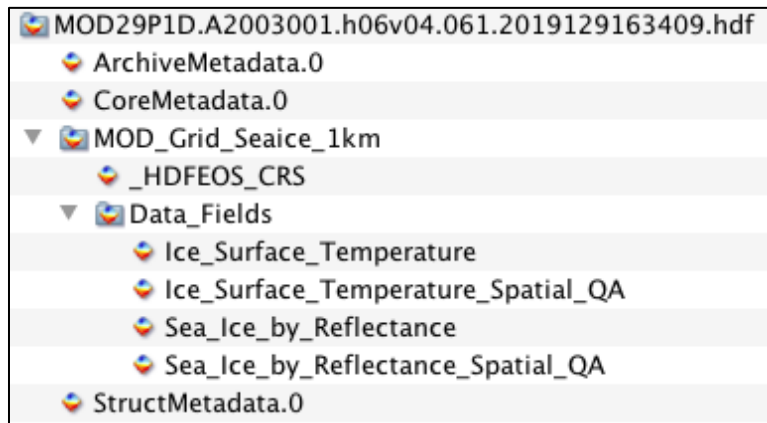 MOD29P1D.A2003001.h06v04.061.2019129163409.hdf
ArchiveMetadata.0
CoreMetadata.0
MOD_Grid_Seaice_1km
_HDFEOS_CRS
Data_Fields
Ice_Surface_Temperature
Ice_Surface_Temperature_Spatial_QA
Sea_Ice_by_Reflectance
Sea_Ice_by_Reflectance_Spatial_QA
StructMetadata.0